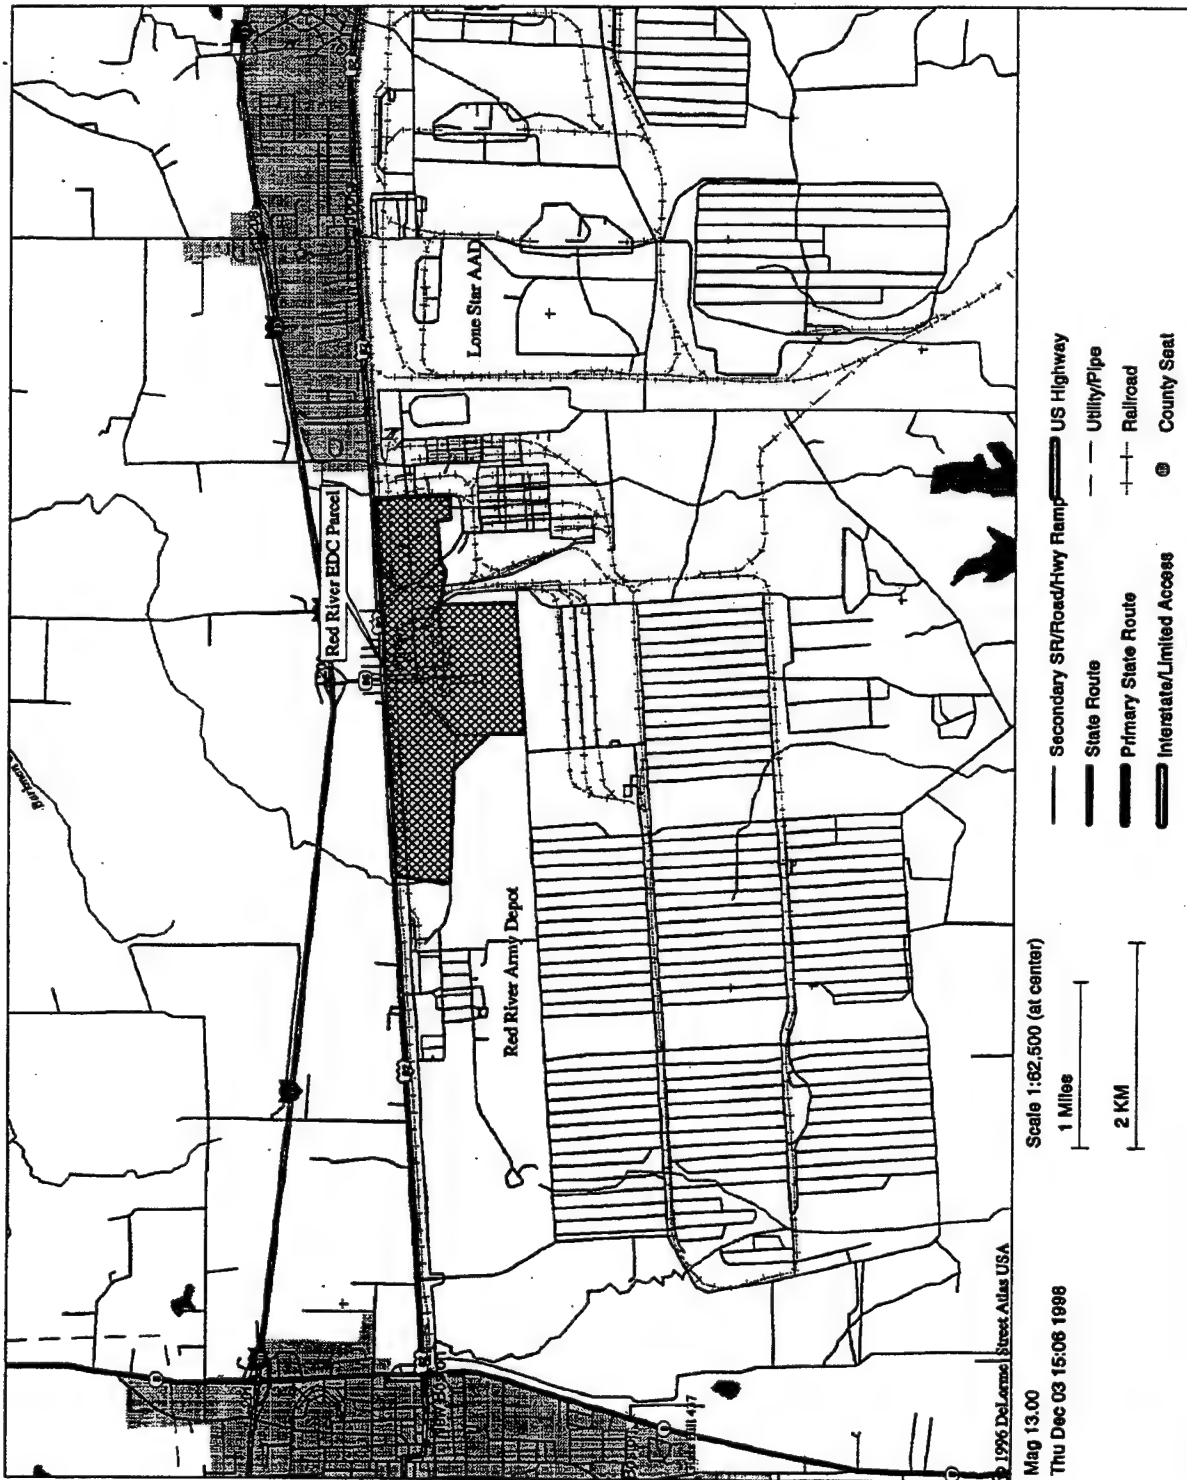 Lone Star AAD
Red River EDC Parcel
Red River Army Depot
© 1996 DeLorme Street Atlas USA
Mag 13.00
Thu Dec 03 15:06 1998
Scale 1:62,500 (at center)
1 Miles
2 KM
Secondary SR/Road/Hwy Ramp
State Route
Primary State Route
Interstate/Limited Access
US Highway
Utility/Pipe
Railroad
County Seat